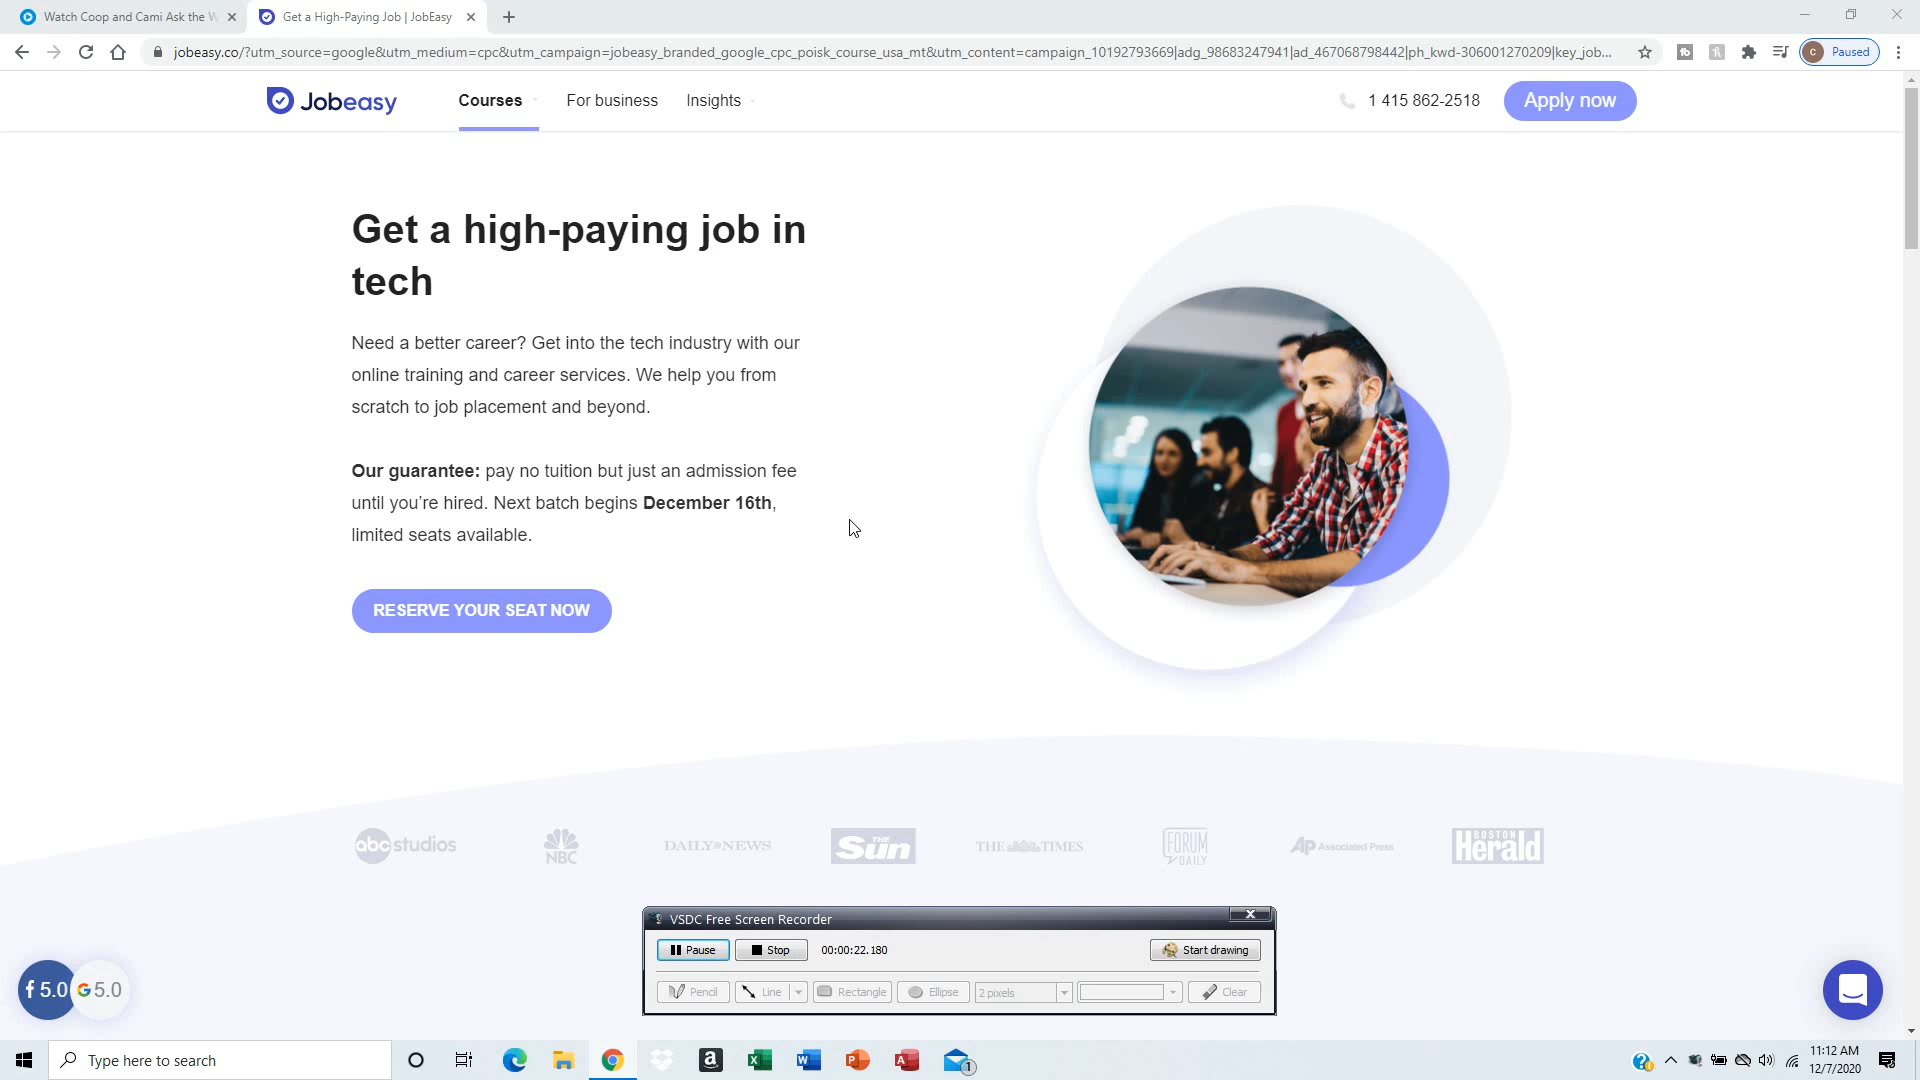 Watch Coop and Cami Ask the W
Get a High-Paying Job | JobEasy
jobeasy.co/?utm_source=google&utm_medium=cpc&utm_campaign=jobeasy_branded_google_cpc_poisk_course_usa_mt&utm_content=campaign_10192793669|adg_98683247941|ad_467068798442|ph_kwd-306001270209|key_job...
C
Paused
Jobeasy
Courses
For business
Insights
1 415 862-2518
Apply now
Get a high-paying job in
tech
Need a better career? Get into the tech industry with our
online training and career services. We help you from
scratch to job placement and beyond.
Our guarantee: pay no tuition but just an admission fee
until you’re hired. Next batch begins December 16th,
limited seats available.
RESERVE YOUR SEAT NOW
abc studios
NBC
DAILY NEWS
THE Sun
THE TIMES
FORUM DAILY
AP Associated Press
BOSTON Herald
VSDC Free Screen Recorder
Pause
Stop
00:00:22.180
Start drawing
Pencil
Line
Rectangle
Ellipse
2 pixels
Clear
f 5.0
G 5.0
Type here to search
1
11:12 AM
12/7/2020